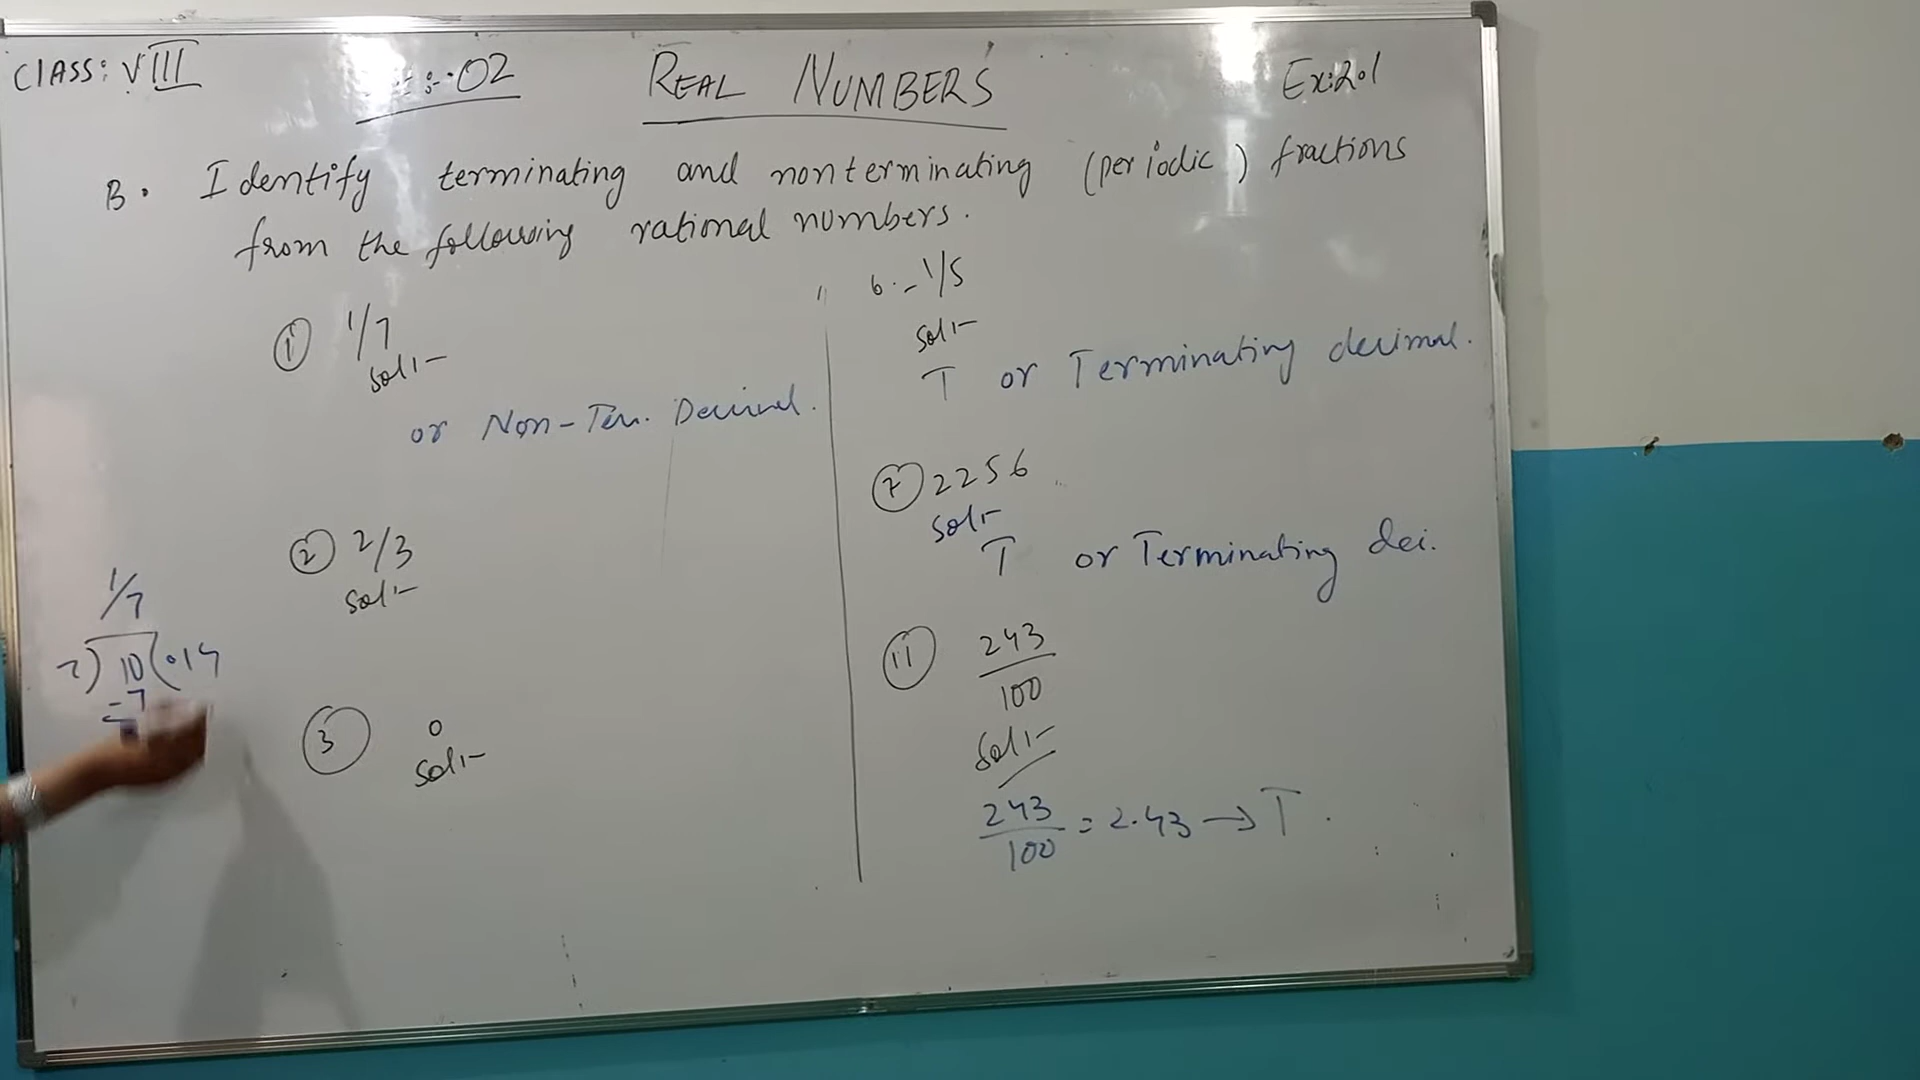 CLASS: VIII
:02
REAL NUMBERS
Ex:2.1
B. Identify terminating and nonterminating (periodic) fractions
from the following rational numbers.
① 1/7
Sol:-
or Non-Ter. Decimal.
② 2/3
Sol:-
③ 0
Sol:-
1/7
7) 10 (.14
-7
6. -1/5
Sol:-
T or Terminating decimal.
⑦ 2256
Sol:-
T or Terminating dei.
⑪ 243/100
Sol:-
243/100 = 2.43 → T.